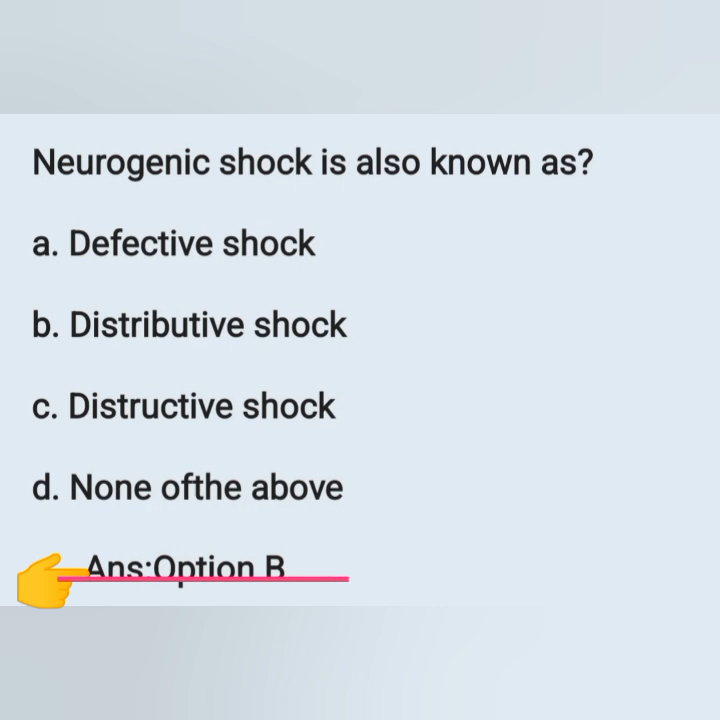 Neurogenic shock is also known as?
a. Defective shock
b. Distributive shock
c. Distructive shock
d. None ofthe above
Ans:Option B